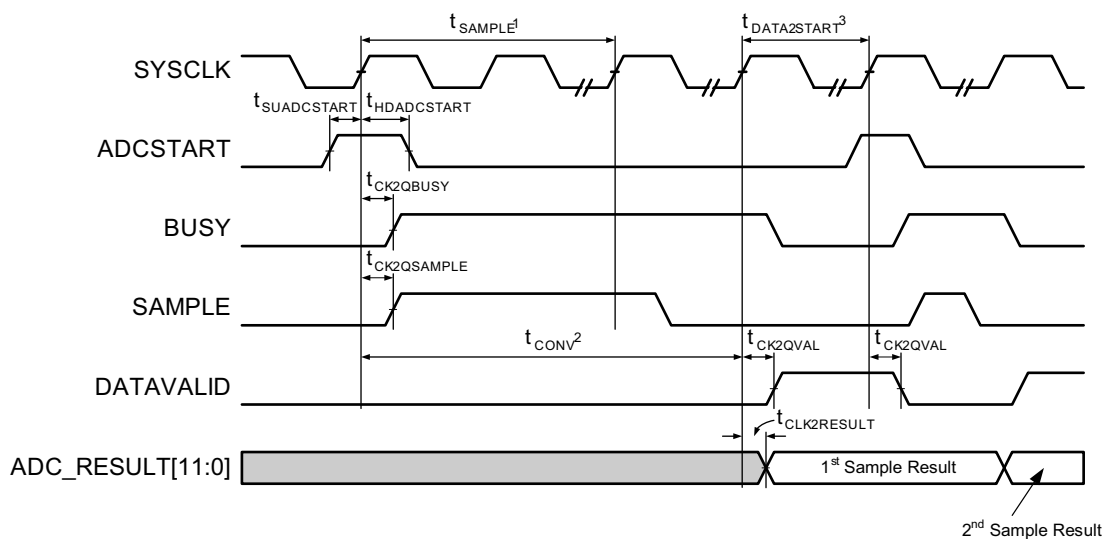 tSAMPLE1
tDATA2START3
SYSCLK
tSUADCSTART
tHDADCSTART
ADCSTART
tCK2QBUSY
BUSY
tCK2QSAMPLE
SAMPLE
tCONV2
tCK2QVAL
tCK2QVAL
DATAVALID
tCLK2RESULT
ADC_RESULT[11:0]
1st Sample Result
2nd Sample Result